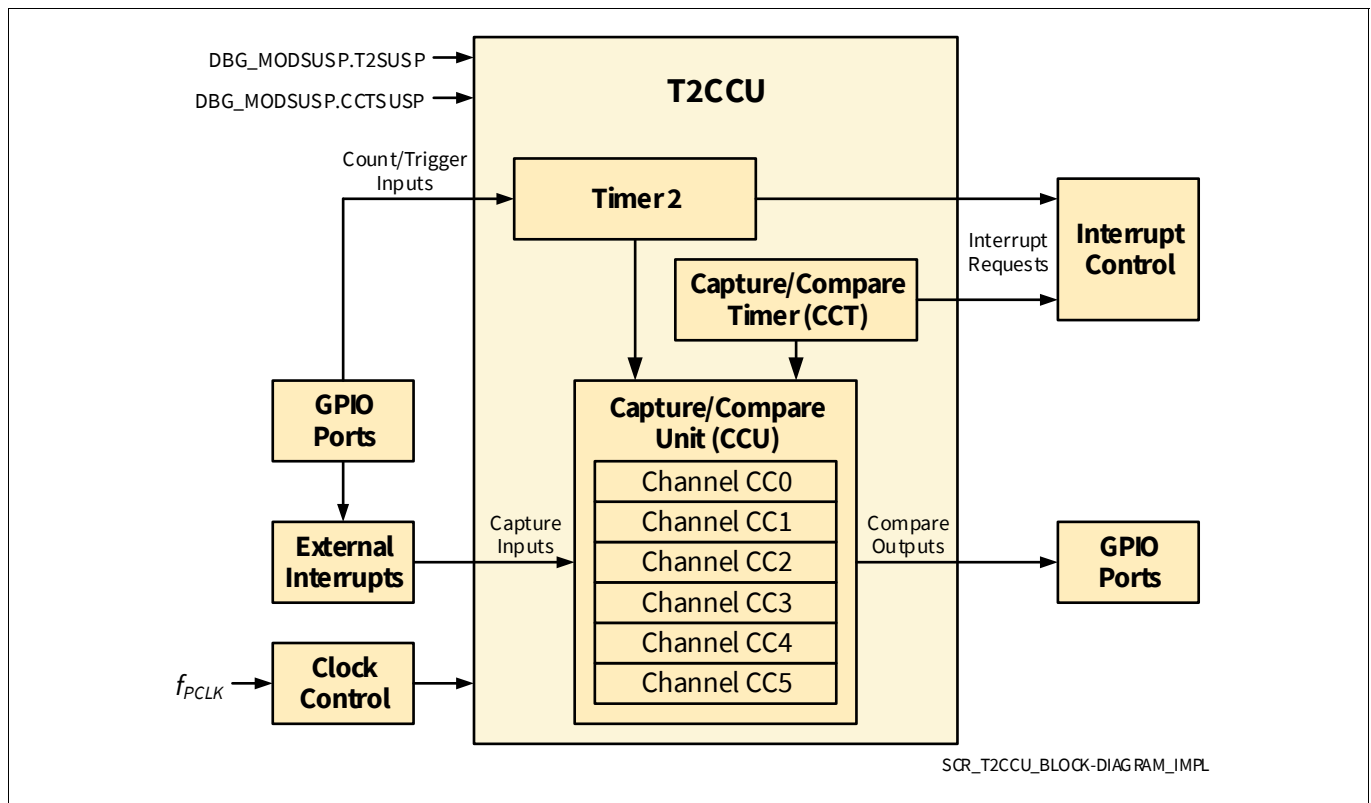 DBG_MODSUSP.T2SUSP
DBG_MODSUSP.CCTSUSP
T2CCU
Count/Trigger
Inputs
Timer 2
Interrupt
Requests
Interrupt
Control
Capture/Compare
Timer (CCT)
GPIO
Ports
Capture/Compare
Unit (CCU)
Channel CC0
Channel CC1
Channel CC2
Channel CC3
Channel CC4
Channel CC5
External
Interrupts
Capture
Inputs
Compare
Outputs
GPIO
Ports
fPCLK
Clock
Control
SCR_T2CCU_BLOCK-DIAGRAM_IMPL